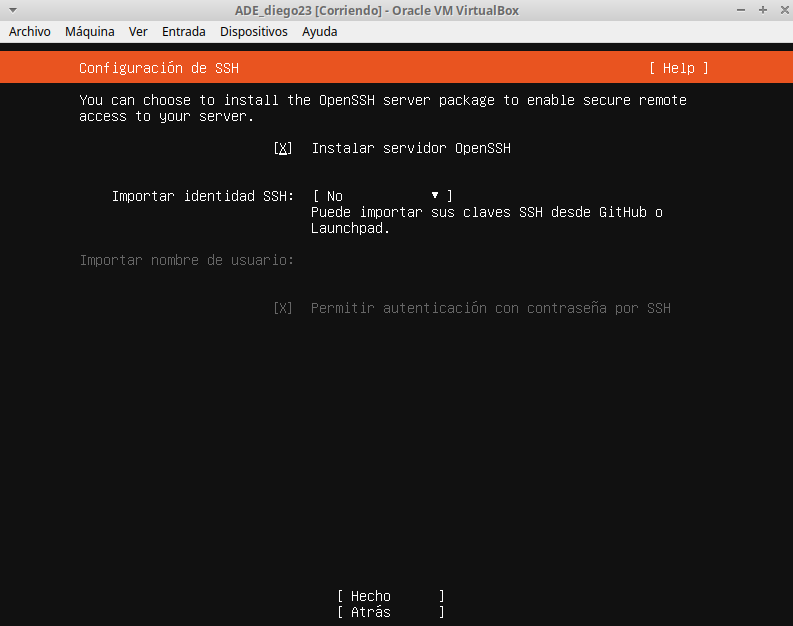 ADE_diego23 [Corriendo] - Oracle VM VirtualBox
Archivo Máquina Ver Entrada Dispositivos Ayuda
Configuración de SSH [ Help ]
You can choose to install the OpenSSH server package to enable secure remote
access to your server.
[X] Instalar servidor OpenSSH
Importar identidad SSH: [ No ▾ ]
Puede importar sus claves SSH desde GitHub o
Launchpad.
Importar nombre de usuario:
[X] Permitir autenticación con contraseña por SSH
[ Hecho ]
[ Atrás ]